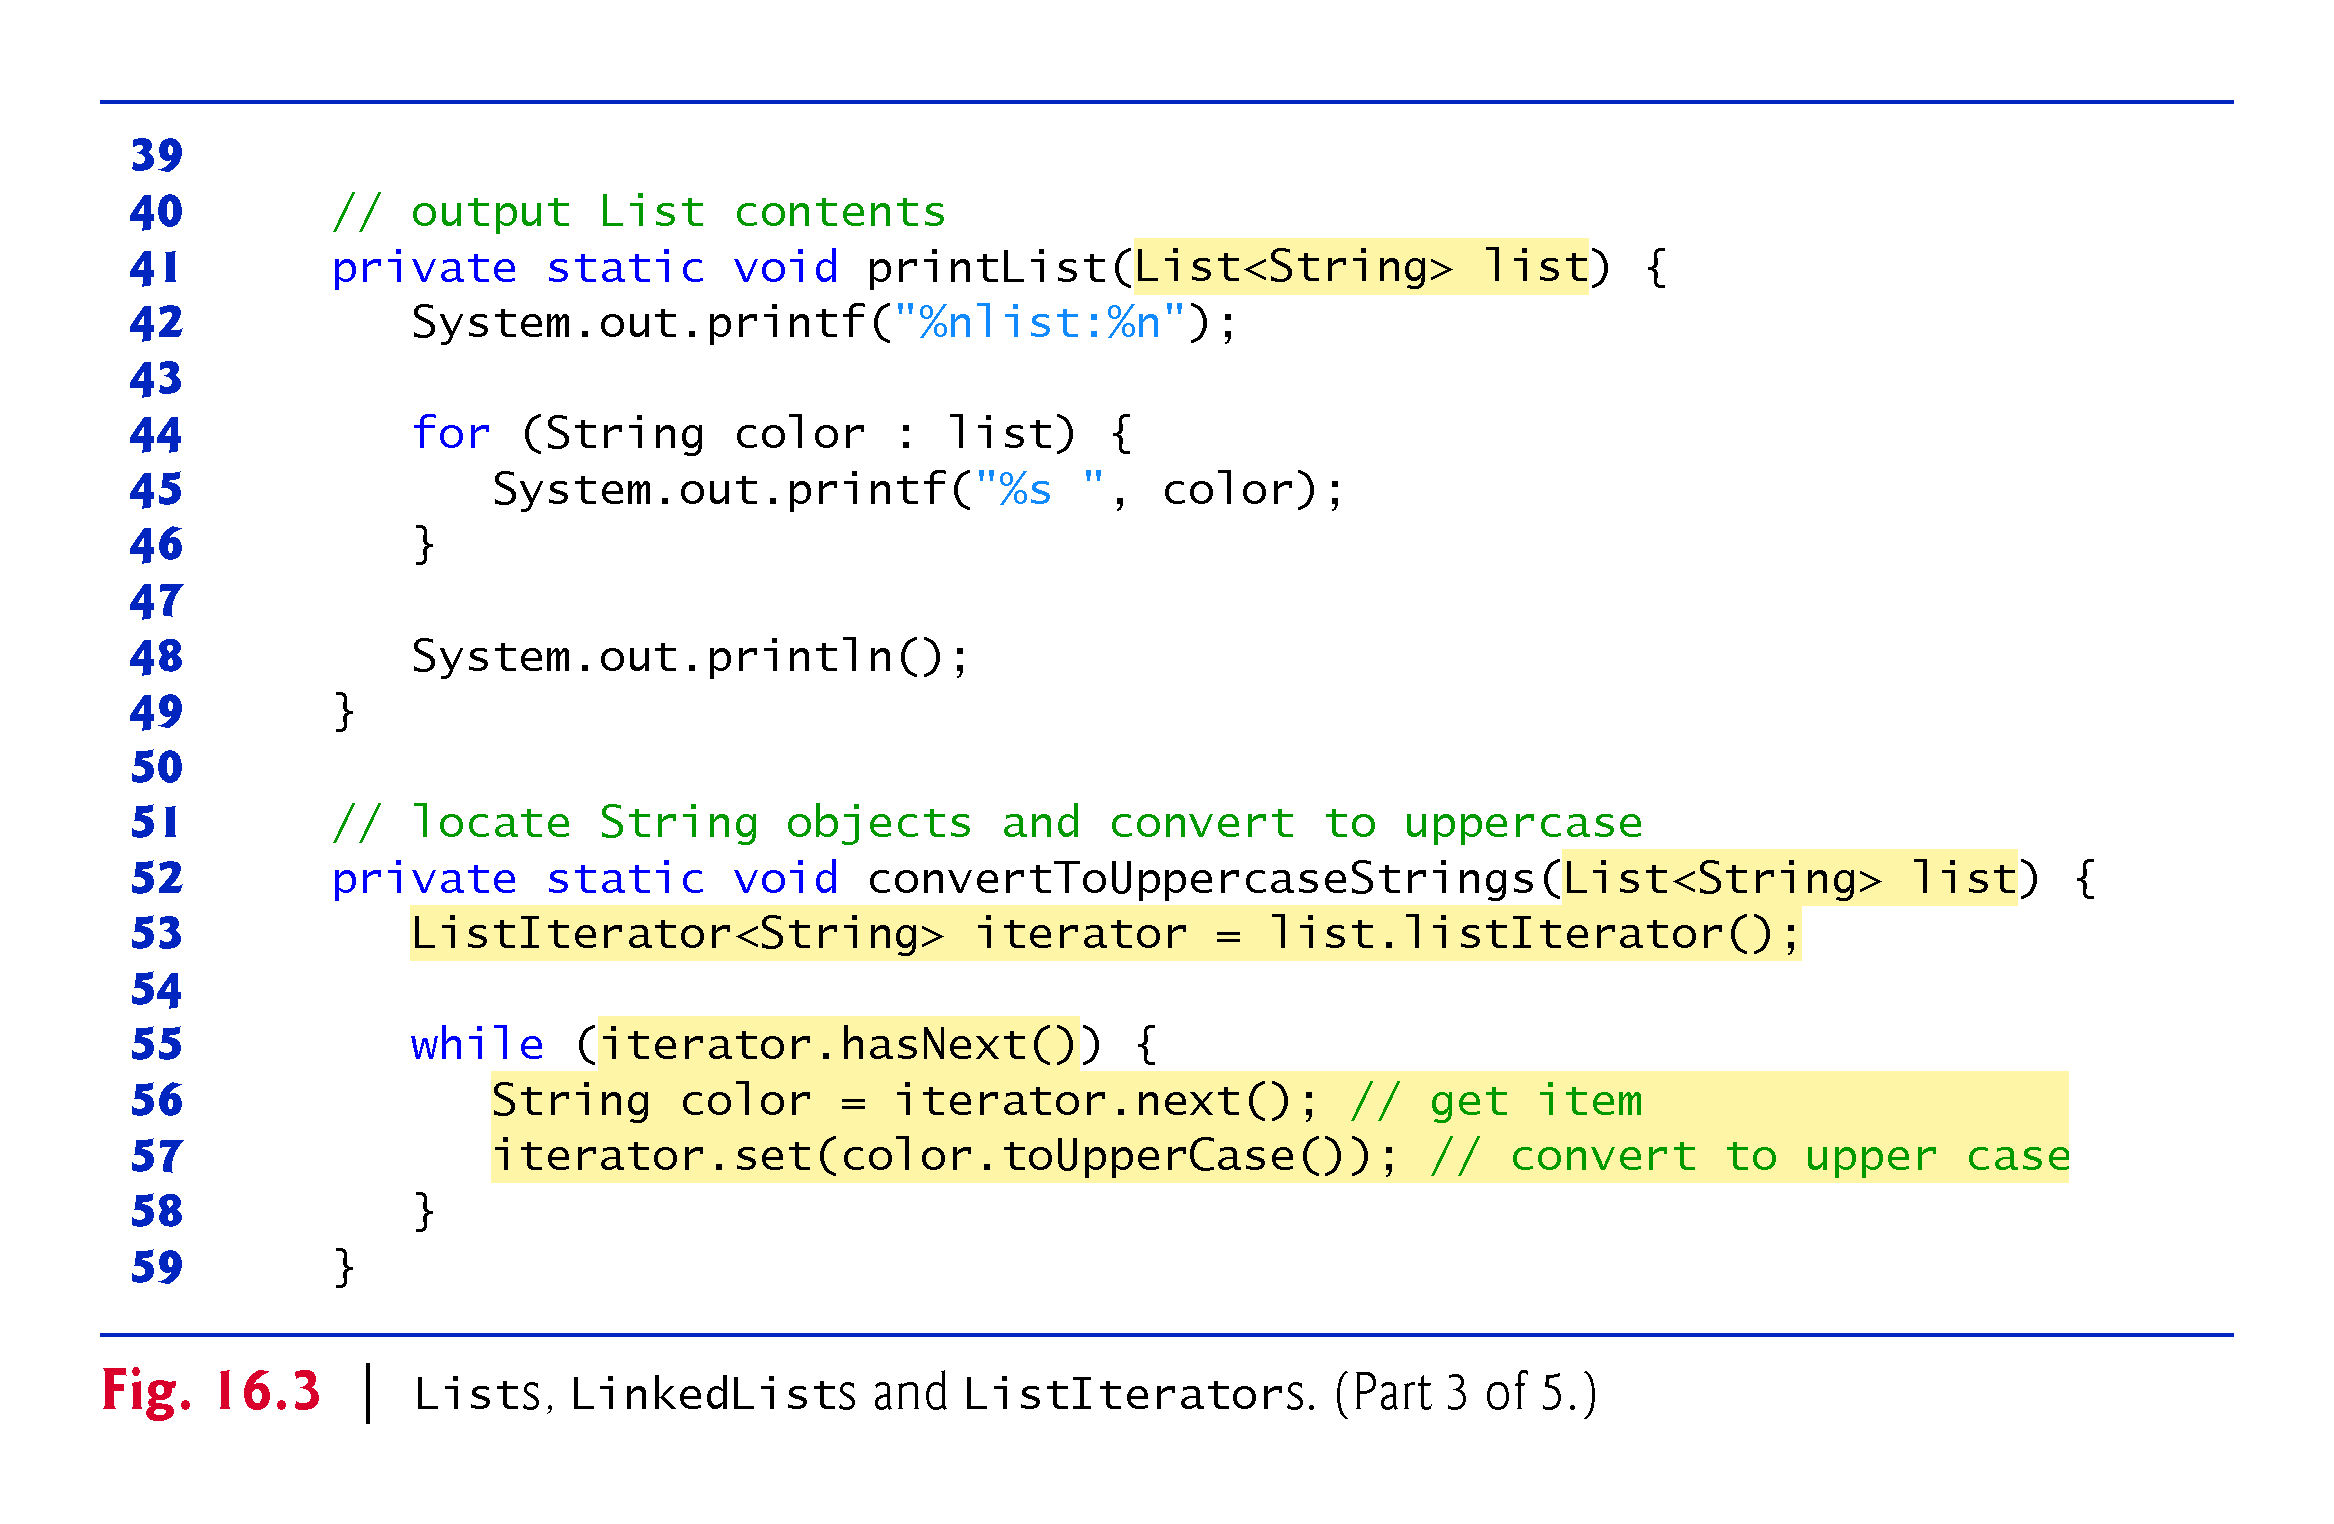 39
40 // output List contents
41 private static void printList(List<String> list) {
42 System.out.printf("%nlist:%n");
43
44 for (String color : list) {
45 System.out.printf("%s ", color);
46 }
47
48 System.out.println();
49 }
50
51 // locate String objects and convert to uppercase
52 private static void convertToUppercaseStrings(List<String> list) {
53 ListIterator<String> iterator = list.listIterator();
54
55 while (iterator.hasNext()) {
56 String color = iterator.next(); // get item
57 iterator.set(color.toUpperCase()); // convert to upper case
58 }
59 }
Fig. 16.3 | Lists, LinkedLists and ListIterators. (Part 3 of 5.)